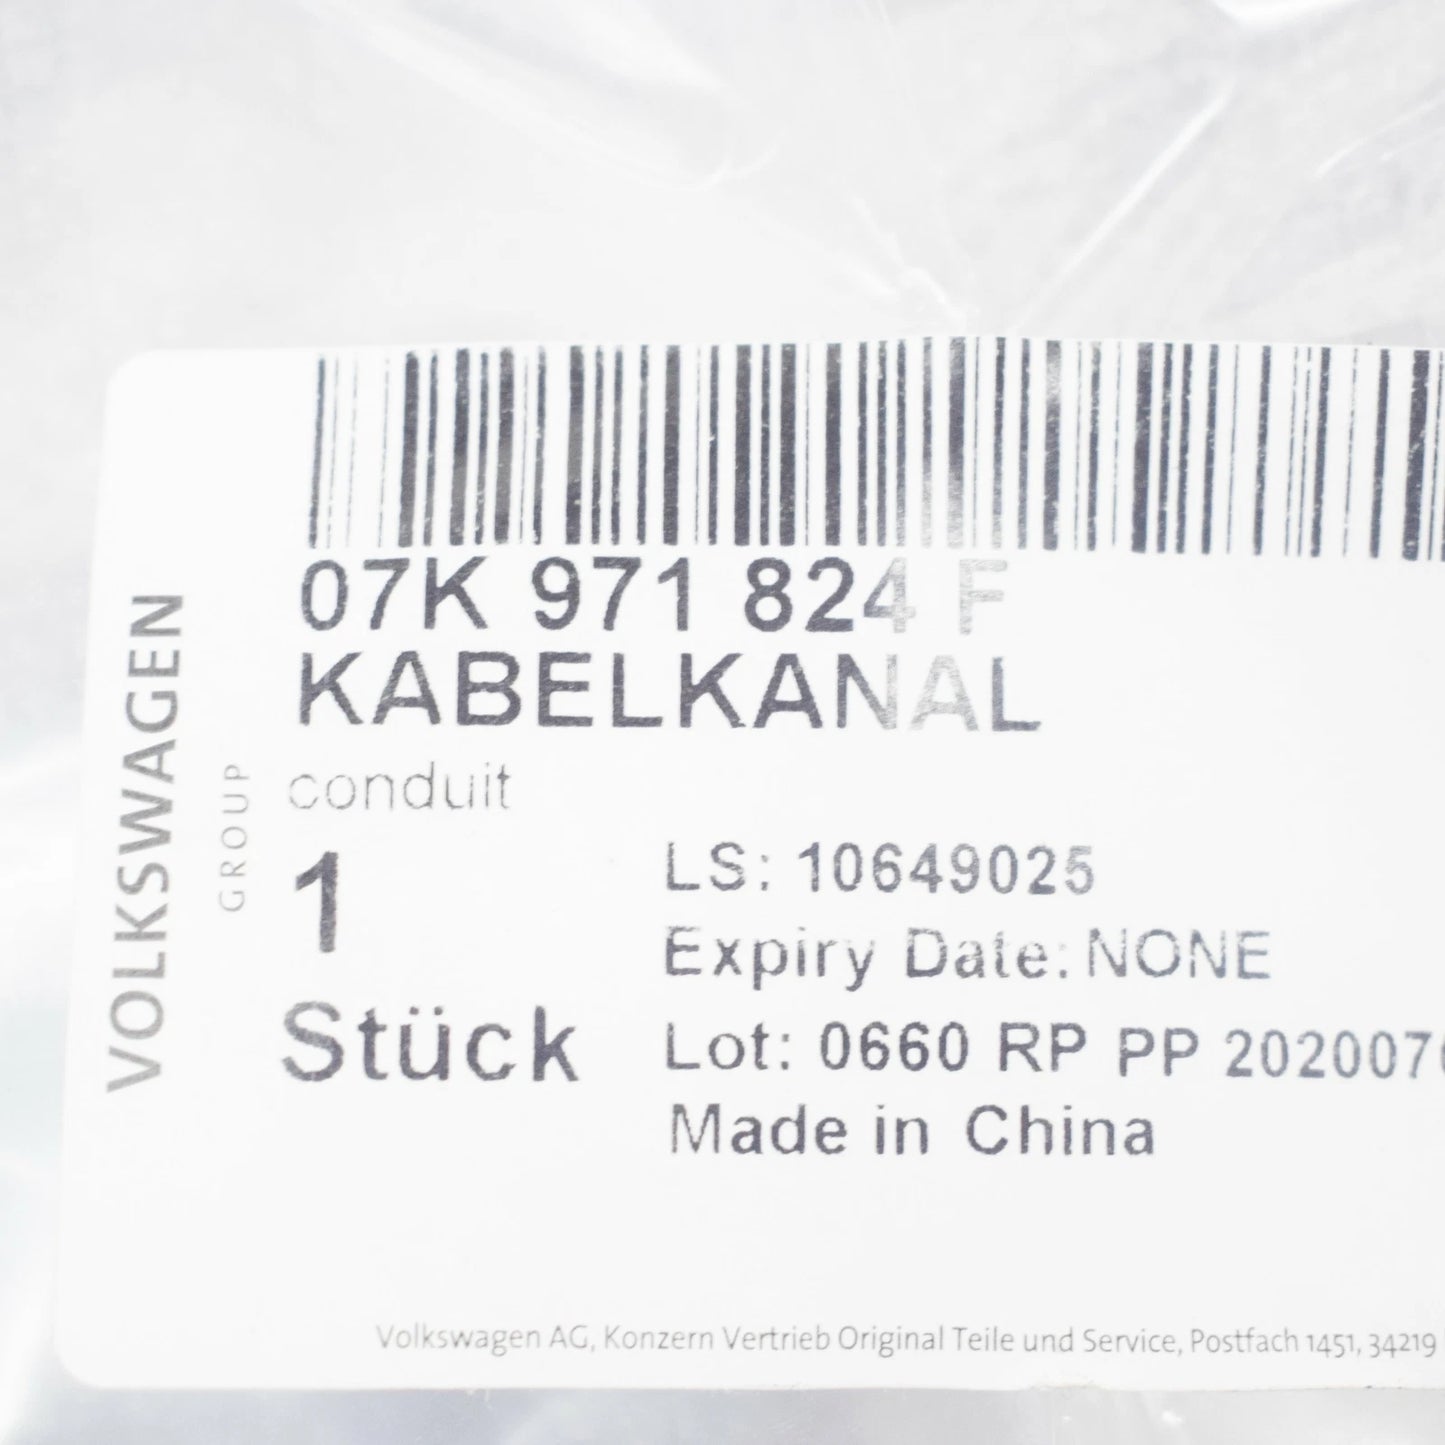 VOLKSWAGEN
GROUP
07K 971 824 F
KABELKANAL
conduit
1
Stück
LS: 10649025
Expiry Date: NONE
Lot: 0660 RP PP 2020070
Made in China
Volkswagen AG, Konzern Vertrieb Original Teile und Service, Postfach 1451, 34219